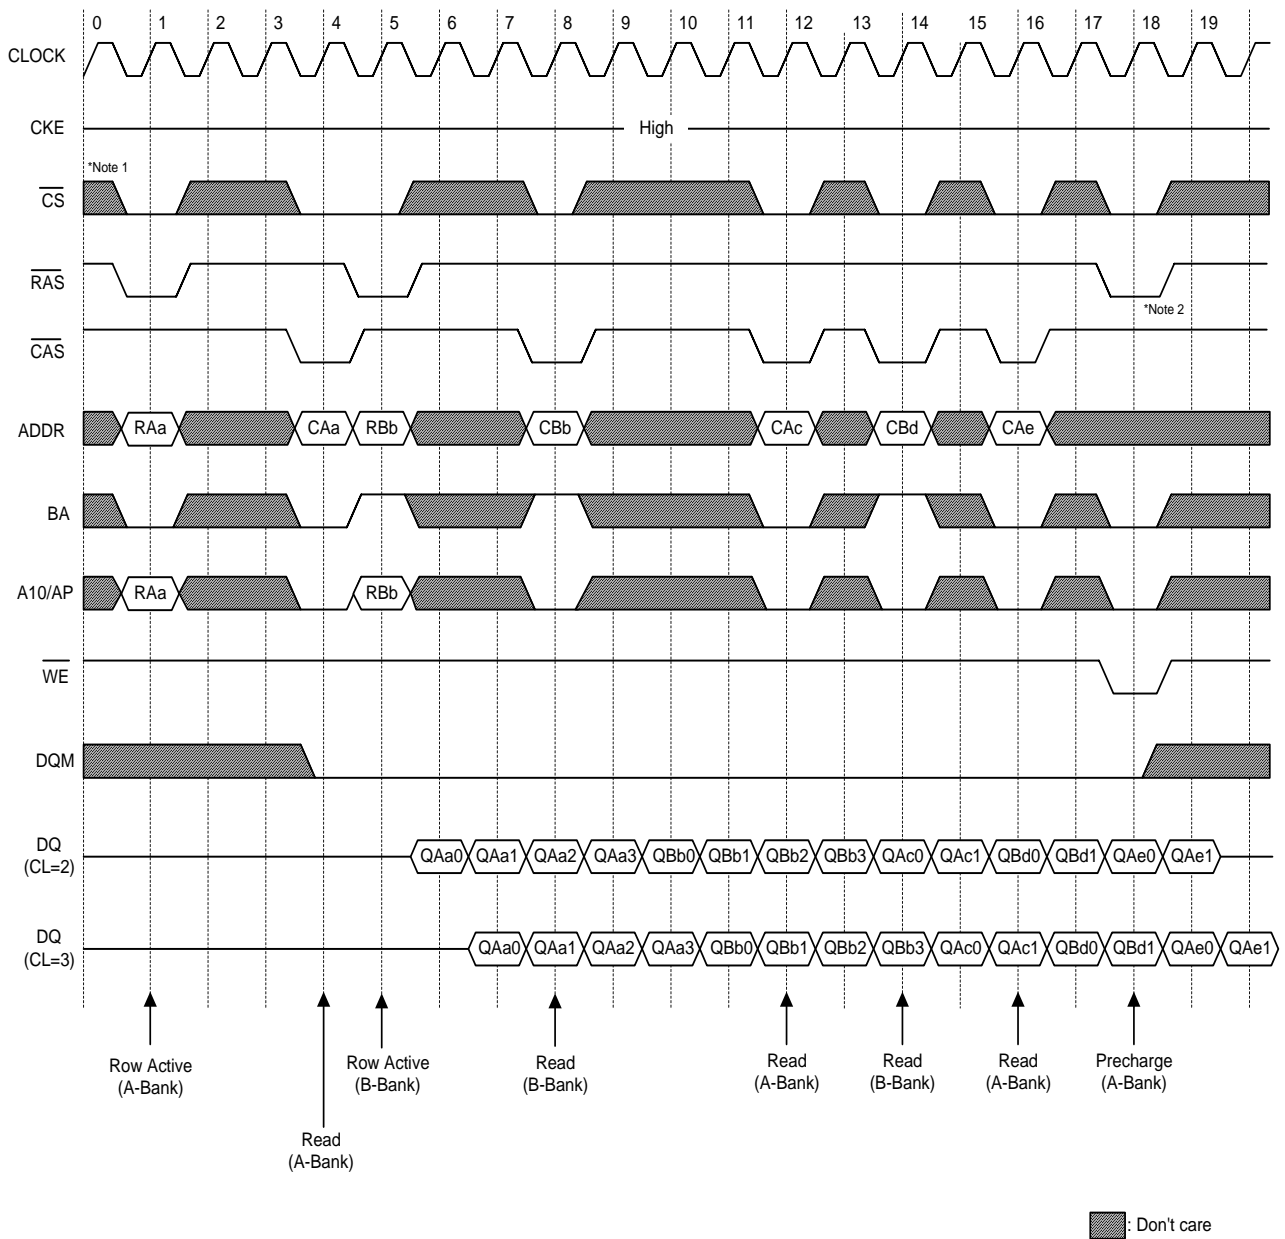 0 1 2 3 4 5 6 7 8 9 10 11 12 13 14 15 16 17 18 19
CLOCK
CKE High
*Note 1
CS
RAS
*Note 2
CAS
ADDR RAa CAa RBb CBb CAc CBd CAe
BA
A10/AP RAa RBb
WE
DQM
DQ
(CL=2)
QAa0 QAa1 QAa2 QAa3 QBb0 QBb1 QBb2 QBb3 QAc0 QAc1 QBd0 QBd1 QAe0 QAe1
DQ
(CL=3)
QAa0 QAa1 QAa2 QAa3 QBb0 QBb1 QBb2 QBb3 QAc0 QAc1 QBd0 QBd1 QAe0 QAe1
Row Active
(A-Bank)
Read
(A-Bank)
Row Active
(B-Bank)
Read
(B-Bank)
Read
(A-Bank)
Read
(B-Bank)
Read
(A-Bank)
Precharge
(A-Bank)
: Don't care